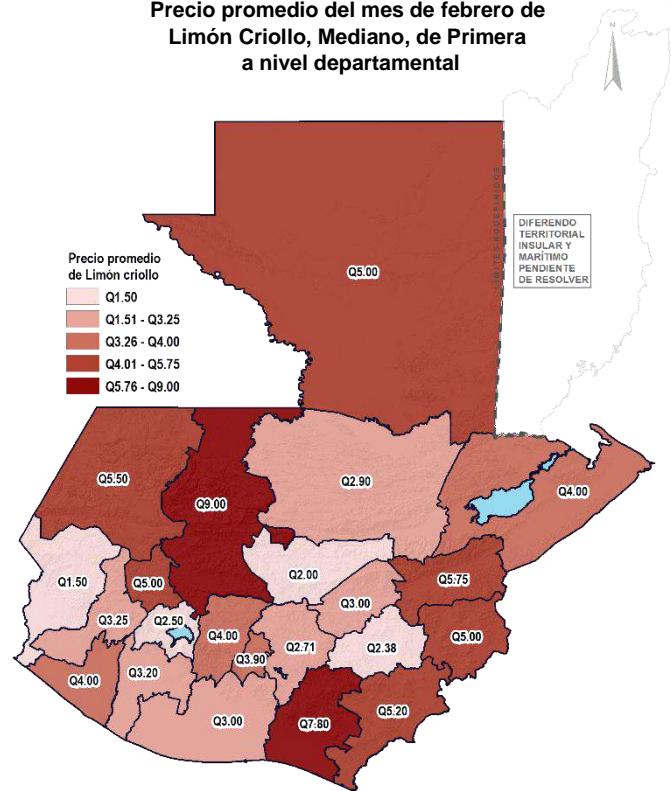 Precio promedio del mes de febrero de
Limón Criollo, Mediano, de Primera
a nivel departamental
N
LÍMITES NO DEFINIDOS
DIFERENDO
TERRITORIAL
INSULAR Y
MARÍTIMO
PENDIENTE
DE RESOLVER
Precio promedio
de Limón criollo
Q1.50
Q1.51 - Q3.25
Q3.26 - Q4.00
Q4.01 - Q5.75
Q5.76 - Q9.00
Q5.00
Q5.50
Q9.00
Q2.90
Q4.00
Q1.50
Q5.00
Q2.00
Q5.75
Q3.00
Q3.25
Q2.50
Q4.00
Q2.71
Q2.38
Q5.00
Q3.90
Q4.00
Q3.20
Q3.00
Q7.80
Q5.20